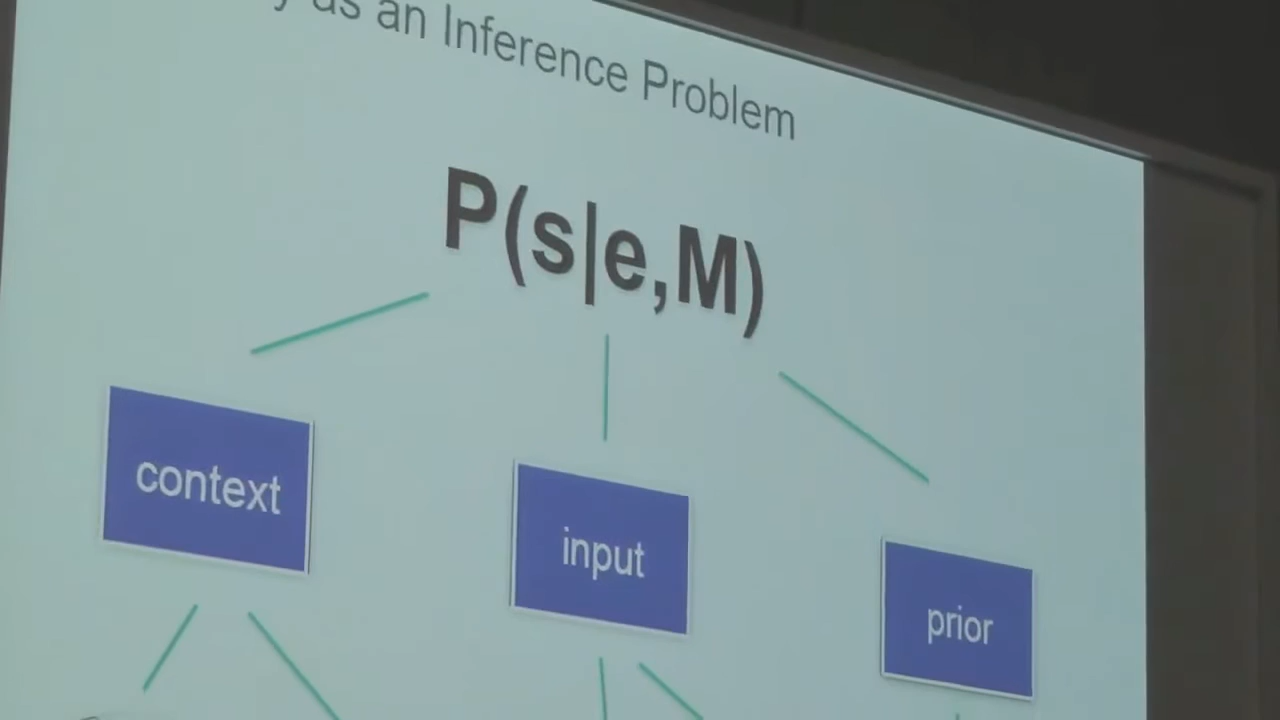 as an Inference Problem
P(s|e,M)
context
input
prior